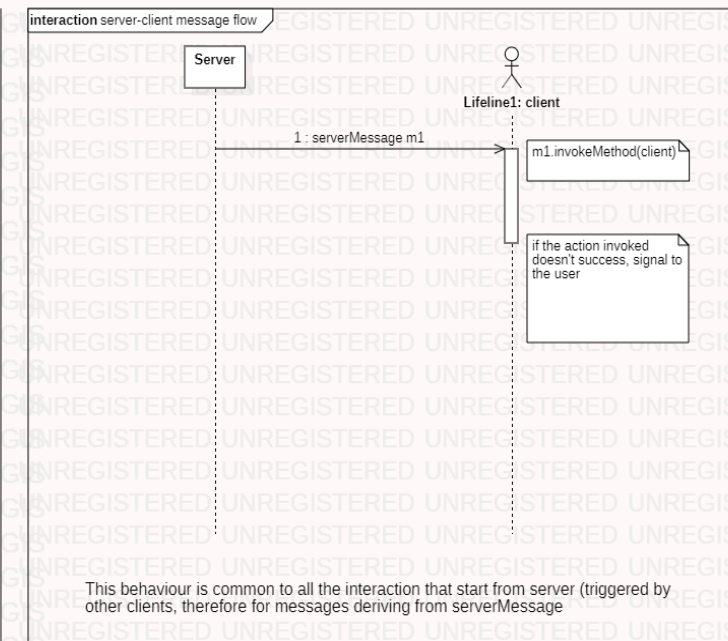 interaction server-client message flow
Server
Lifeline1: client
1 : serverMessage m1
m1.invokeMethod(client)
if the action invoked
doesn't success, signal to
the user
This behaviour is common to all the interaction that start from server (triggered by
other clients, therefore for messages deriving from serverMessage
UNREGISTERED UNREGISTERED UNREGISTERED